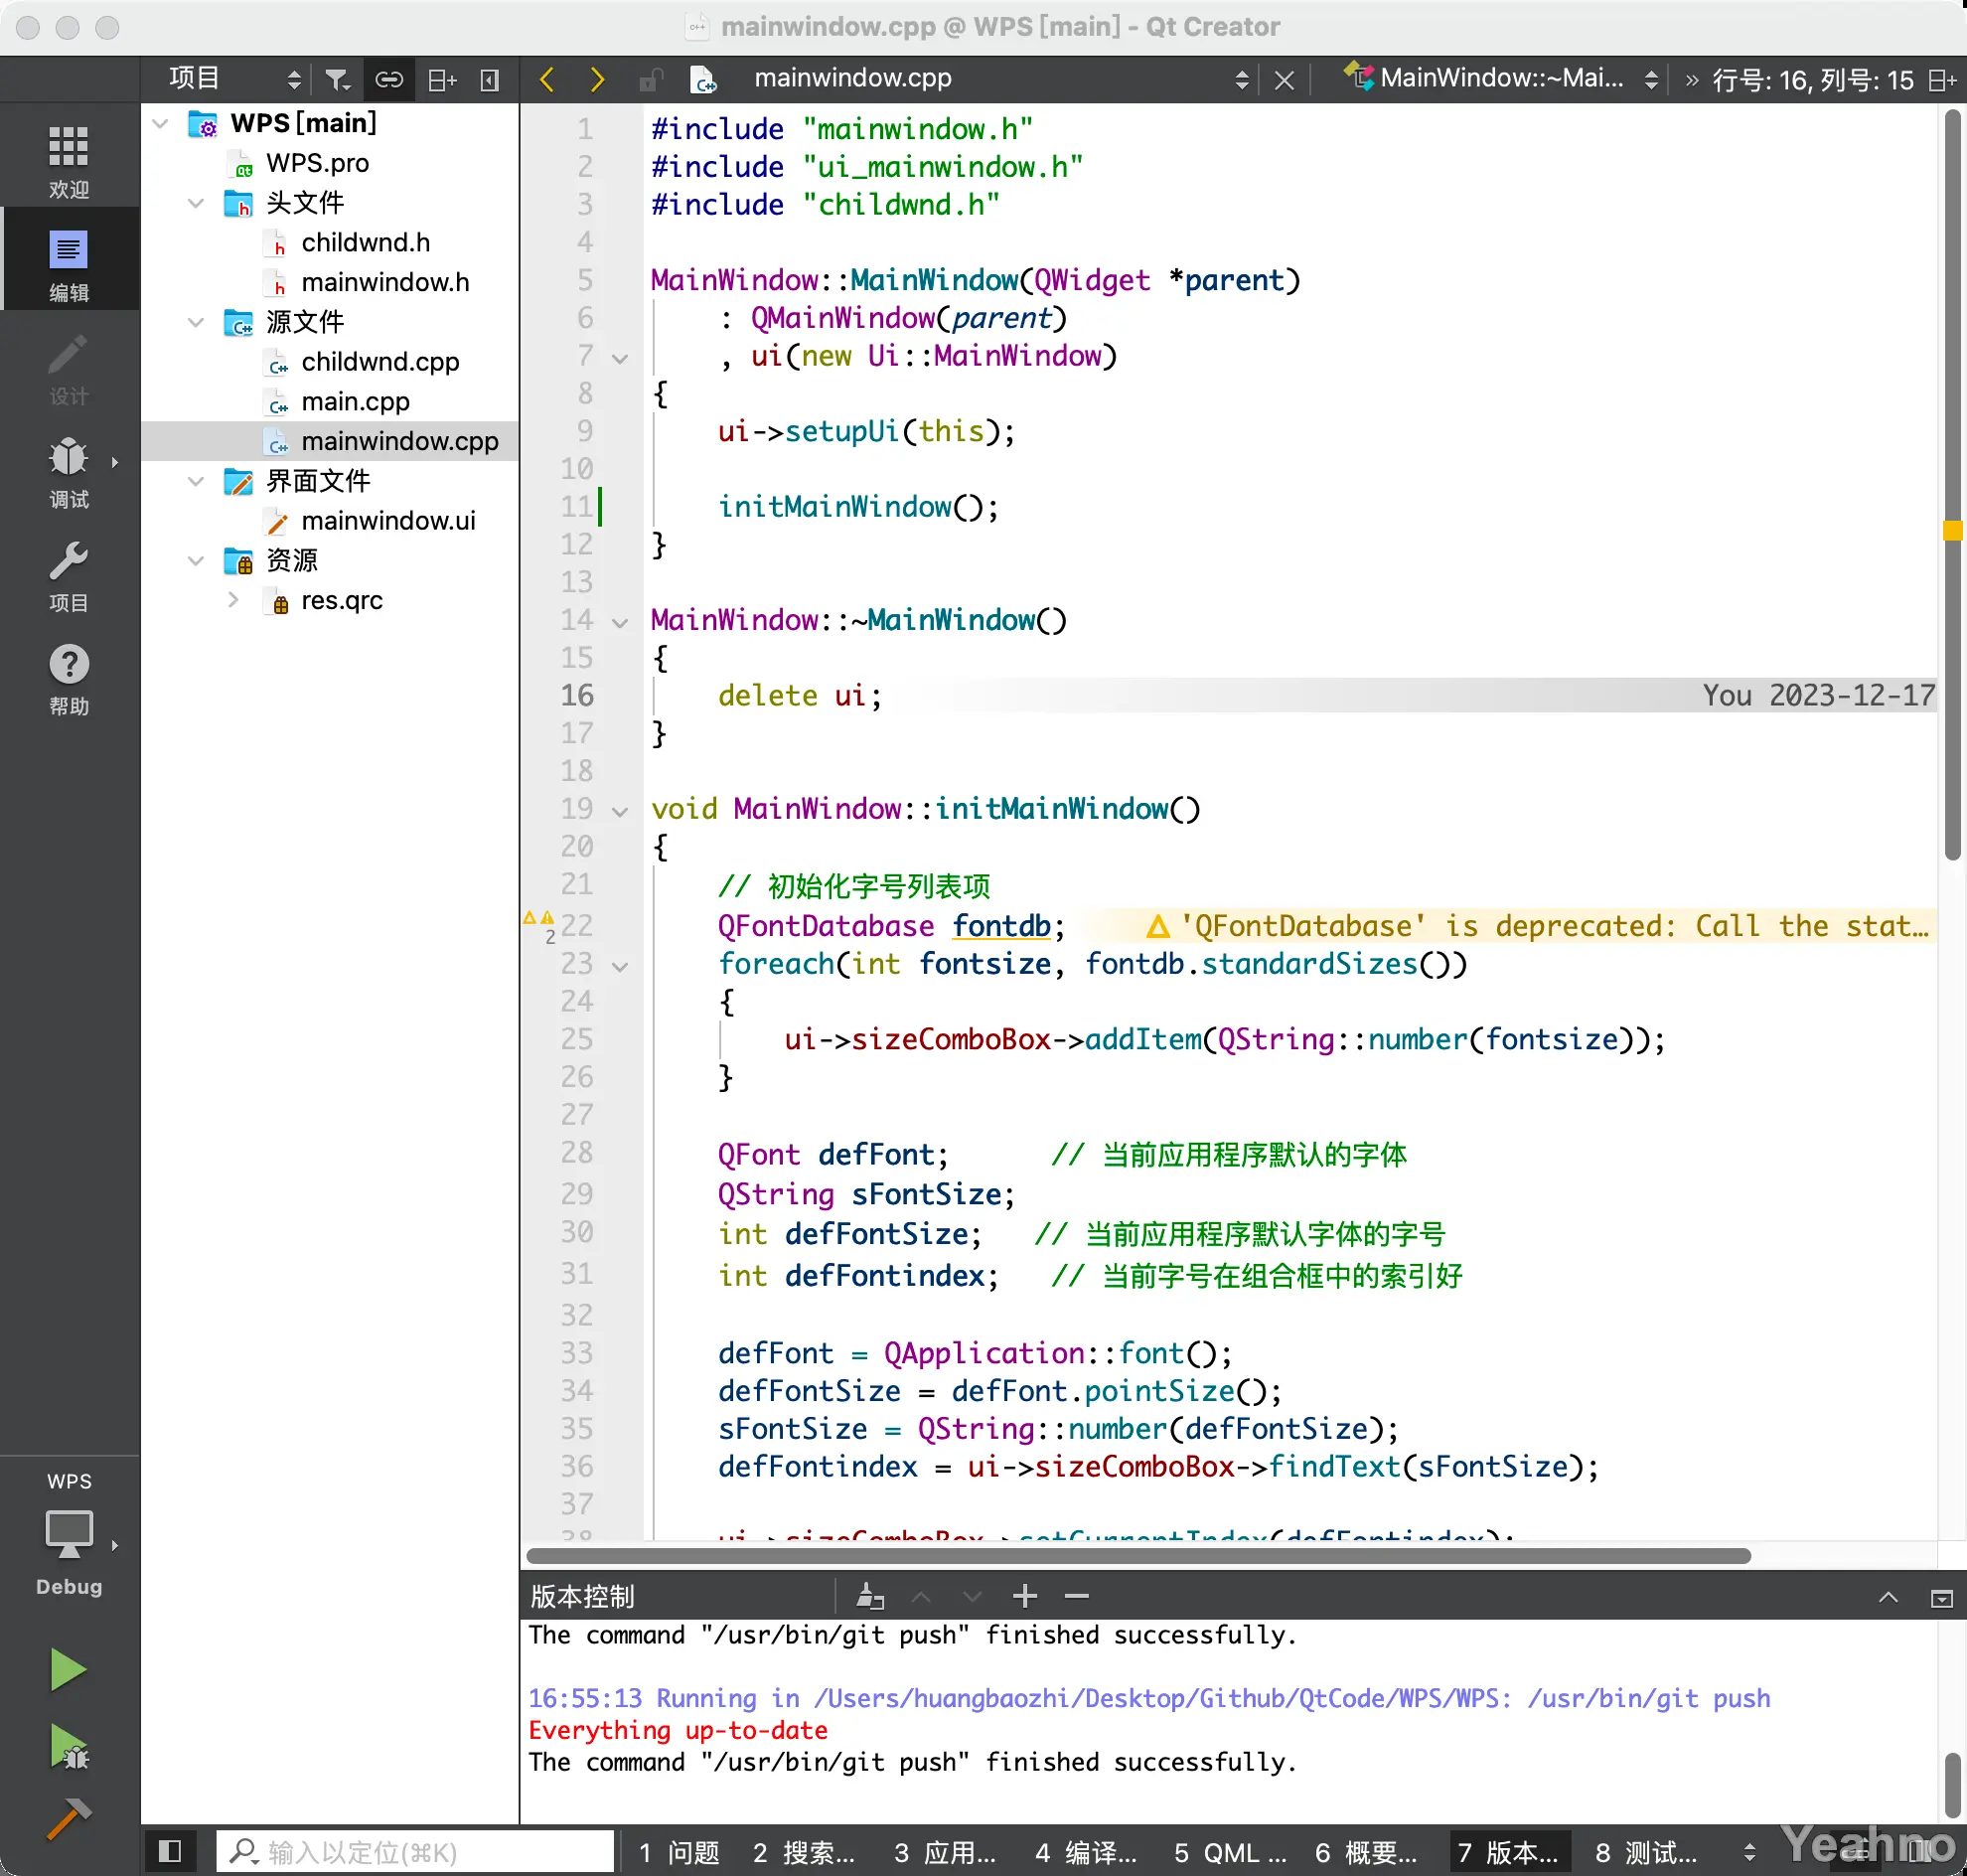 mainwindow.cpp @ WPS [main] - Qt Creator
项目
mainwindow.cpp
MainWindow::~Mai...
» 行号: 16, 列号: 15
欢迎
编辑
设计
调试
项目
帮助
WPS
Debug
WPS [main]
WPS.pro
头文件
childwnd.h
mainwindow.h
源文件
childwnd.cpp
main.cpp
mainwindow.cpp
界面文件
mainwindow.ui
资源
res.qrc
1 #include "mainwindow.h"
2 #include "ui_mainwindow.h"
3 #include "childwnd.h"
4
5 MainWindow::MainWindow(QWidget *parent)
6 : QMainWindow(parent)
7 , ui(new Ui::MainWindow)
8 {
9 ui->setupUi(this);
10
11 initMainWindow();
12 }
13
14 MainWindow::~MainWindow()
15 {
16 delete ui; You 2023-12-17
17 }
18
19 void MainWindow::initMainWindow()
20 {
21 // 初始化字号列表项
2 22 QFontDatabase fontdb; 'QFontDatabase' is deprecated: Call the stat…
23 foreach(int fontsize, fontdb.standardSizes())
24 {
25 ui->sizeComboBox->addItem(QString::number(fontsize));
26 }
27
28 QFont defFont; // 当前应用程序默认的字体
29 QString sFontSize;
30 int defFontSize; // 当前应用程序默认字体的字号
31 int defFontindex; // 当前字号在组合框中的索引好
32
33 defFont = QApplication::font();
34 defFontSize = defFont.pointSize();
35 sFontSize = QString::number(defFontSize);
36 defFontindex = ui->sizeComboBox->findText(sFontSize);
37
38 ui->sizeComboBox->setCurrentIndex(defFontindex);
版本控制
The command "/usr/bin/git push" finished successfully.
16:55:13 Running in /Users/huangbaozhi/Desktop/Github/QtCode/WPS/WPS: /usr/bin/git push
Everything up-to-date
The command "/usr/bin/git push" finished successfully.
输入以定位(⌘K)
1 问题 2 搜索... 3 应用... 4 编译... 5 QML ... 6 概要... 7 版本... 8 测试...
Yeahno